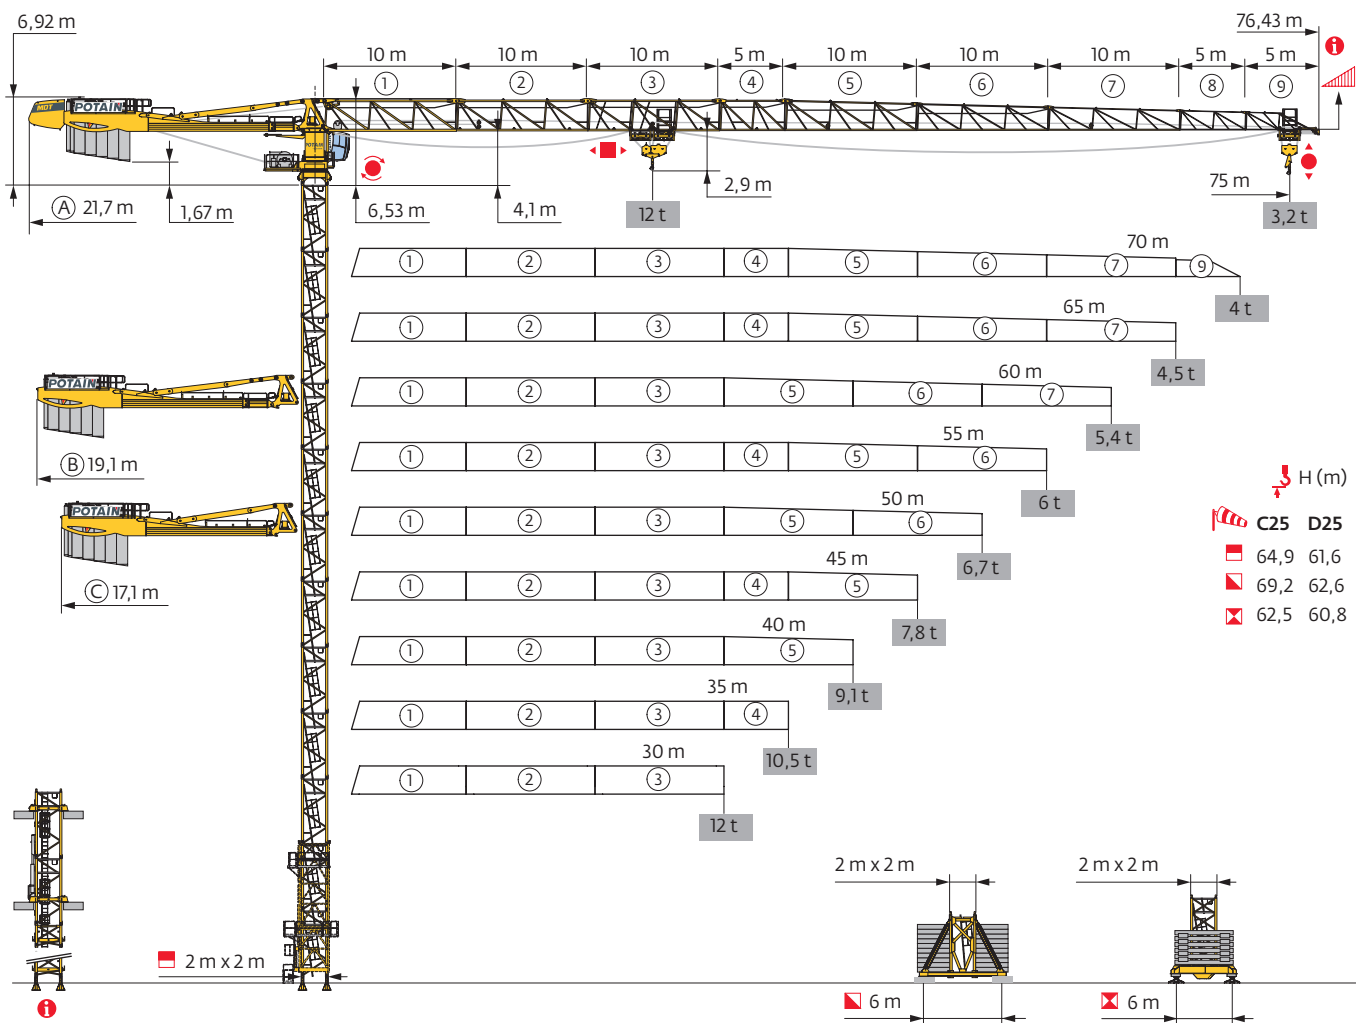 6,92 m
76,43 m
10 m 10 m 10 m 5 m 10 m 10 m 10 m 5 m 5 m
1 2 3 4 5 6 7 8 9
i
MDT
POTAIN
POTAIN
2,9 m
75 m
A 21,7 m
1,67 m
6,53 m
4,1 m
12 t
3,2 t
70 m
1 2 3 4 5 6 7 9
4 t
65 m
1 2 3 4 5 6 7
4,5 t
POTAIN
60 m
1 2 3 5 6 7
5,4 t
B 19,1 m
55 m
1 2 3 4 5 6
6 t
H (m)
C25 D25
64,9 61,6
69,2 62,6
62,5 60,8
POTAIN
50 m
1 2 3 5 6
6,7 t
C 17,1 m
45 m
1 2 3 4 5
7,8 t
40 m
1 2 3 5
9,1 t
35 m
1 2 3 4
10,5 t
30 m
1 2 3
12 t
2 m x 2 m
2 m x 2 m
2 m x 2 m
i
6 m
6 m